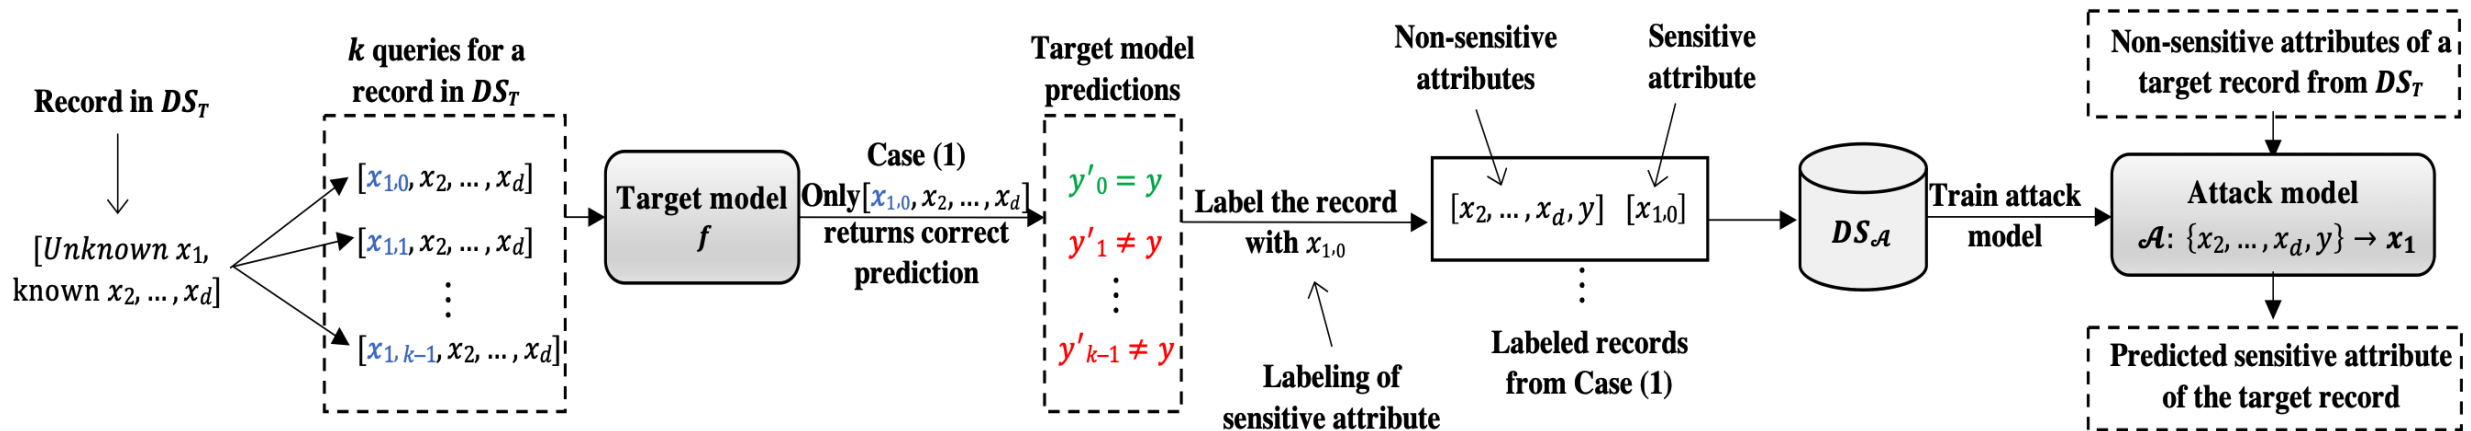 Record in DS_T
[Unknown x_1,
known x_2, … , x_d]
k queries for a
record in DS_T
[x_{1,0}, x_2, … , x_d]
[x_{1,1}, x_2, … , x_d]
⋮
[x_{1,k−1}, x_2, … , x_d]
Target model
f
Case (1)
Only[x_{1,0}, x_2, … , x_d]
returns correct
prediction
Target model
predictions
y′_0 = y
y′_1 ≠ y
⋮
y′_{k−1} ≠ y
Label the record
with x_{1,0}
Labeling of
sensitive attribute
Non-sensitive
attributes
Sensitive
attribute
[x_2, … , x_d, y] [x_{1,0}]
⋮
Labeled records
from Case (1)
DS_𝒜
Train attack
model
Non-sensitive attributes of a
target record from DS_T
Attack model
𝒜: {x_2, … , x_d, y} → x_1
Predicted sensitive attribute
of the target record